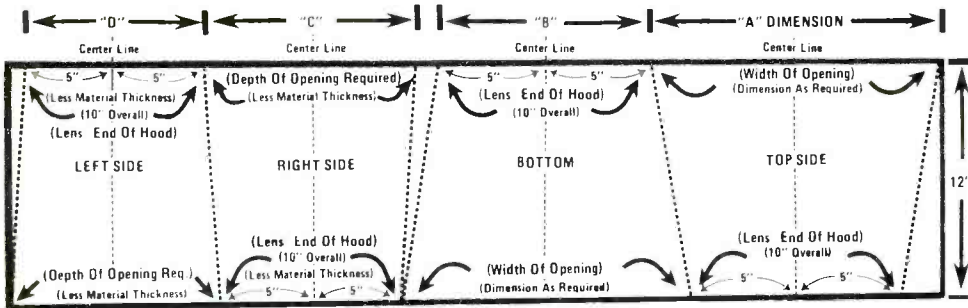 "D" "C" "B" "A" DIMENSION
Center Line Center Line Center Line Center Line
5" 5" (Depth Of Opening Required) 5" 5" (Width Of Opening)
(Less Material Thickness) (Less Material Thickness) (Lens End Of Hood) (Dimension As Required)
(10" Overall) (10" Overall)
(Lens End Of Hood)
LEFT SIDE RIGHT SIDE BOTTOM TOP SIDE
12"
(Lens End Of Hood) (Lens End Of Hood)
(10" Overall) (10" Overall)
(Depth Of Opening Req.) (Less Material Thickness) (Width Of Opening)
(Less Material Thickness) 5" 5" (Dimension As Required) 5" 5"